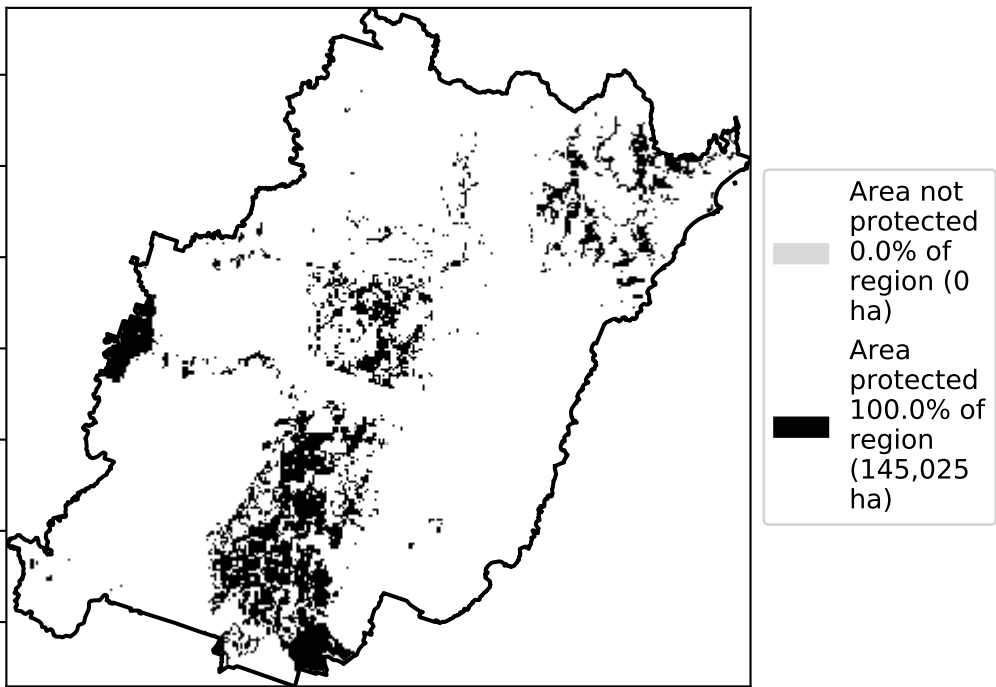 Area not
protected
0.0% of
region (0
ha)
Area
protected
100.0% of
region
(145,025
ha)